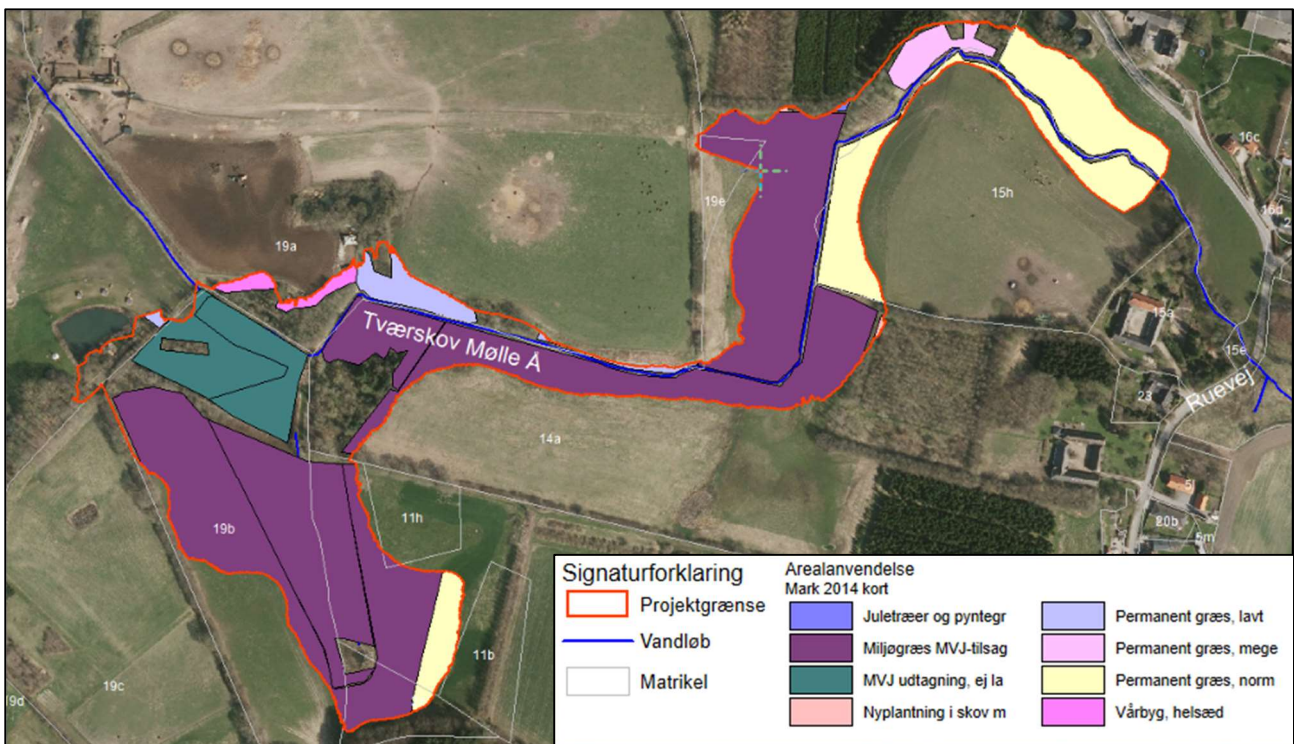 16c
15h
19e
16d
19a
15a
15e
Tværskov Mølle Å
Ruevej
23
14a
5l
19b
11h
20b
5m
11b
19c
19d
Signaturforklaring
Projektgrænse
Vandløb
Matrikel
Arealanvendelse
Mark 2014 kort
Juletræer og pyntegr
Miljøgræs MVJ-tilsag
MVJ udtagning, ej la
Nyplantning i skov m
Permanent græs, lavt
Permanent græs, mege
Permanent græs, norm
Vårbyg, helsæd